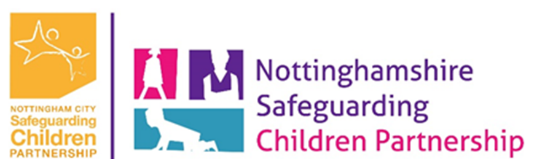 NOTTINGHAM CITY
Safeguarding
Children
PARTNERSHIP
Nottinghamshire
Safeguarding
Children Partnership